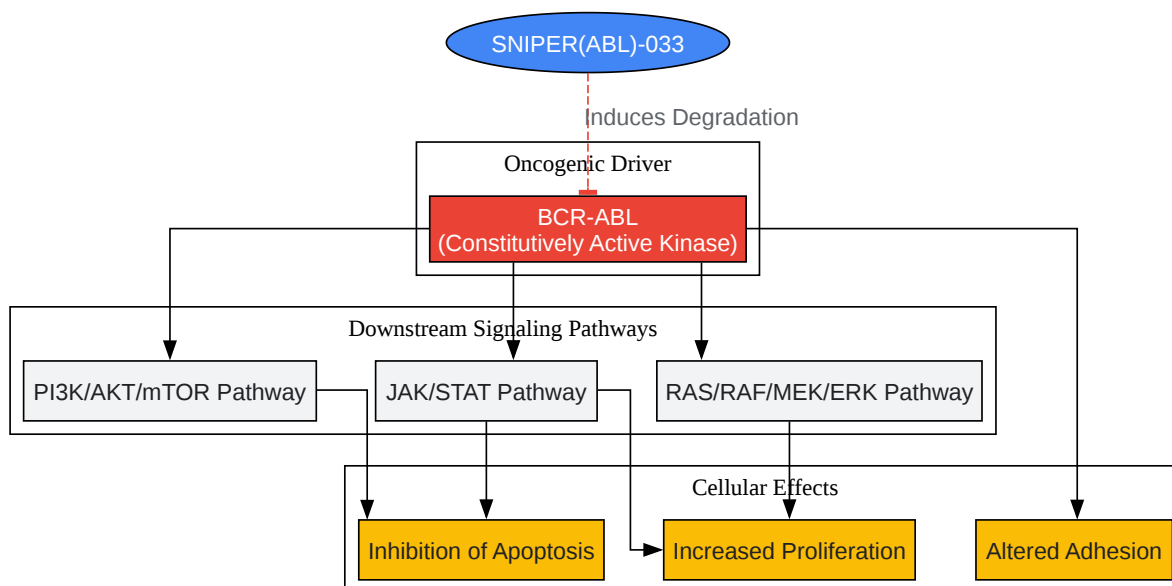 SNIPER(ABL)-033
Induces Degradation
Oncogenic Driver
BCR-ABL
(Constitutively Active Kinase)
Downstream Signaling Pathways
PI3K/AKT/mTOR Pathway
JAK/STAT Pathway
RAS/RAF/MEK/ERK Pathway
Cellular Effects
Inhibition of Apoptosis
Increased Proliferation
Altered Adhesion